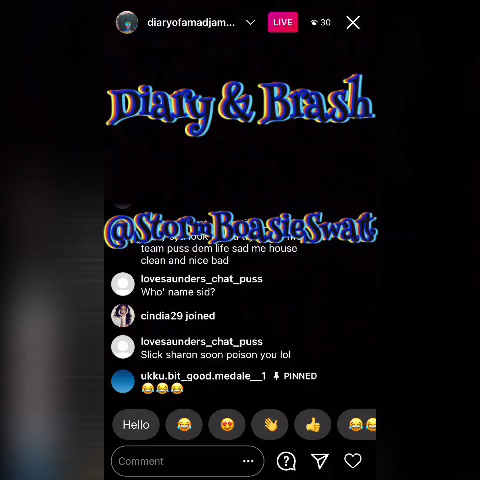 diaryofamadjam...
LIVE
30
Diary & Brash
@StormBoasieSwatt
team puss dem life sad me house
clean and nice bad
lovesaunders_chat_puss
Who' name sid?
cindia29 joined
lovesaunders_chat_puss
Slick sharon soon poison you lol
ukku.bit_good.medale__1 PINNED
😂😂😂
Hello 😂 😍 👋 👍 😂😂
Comment